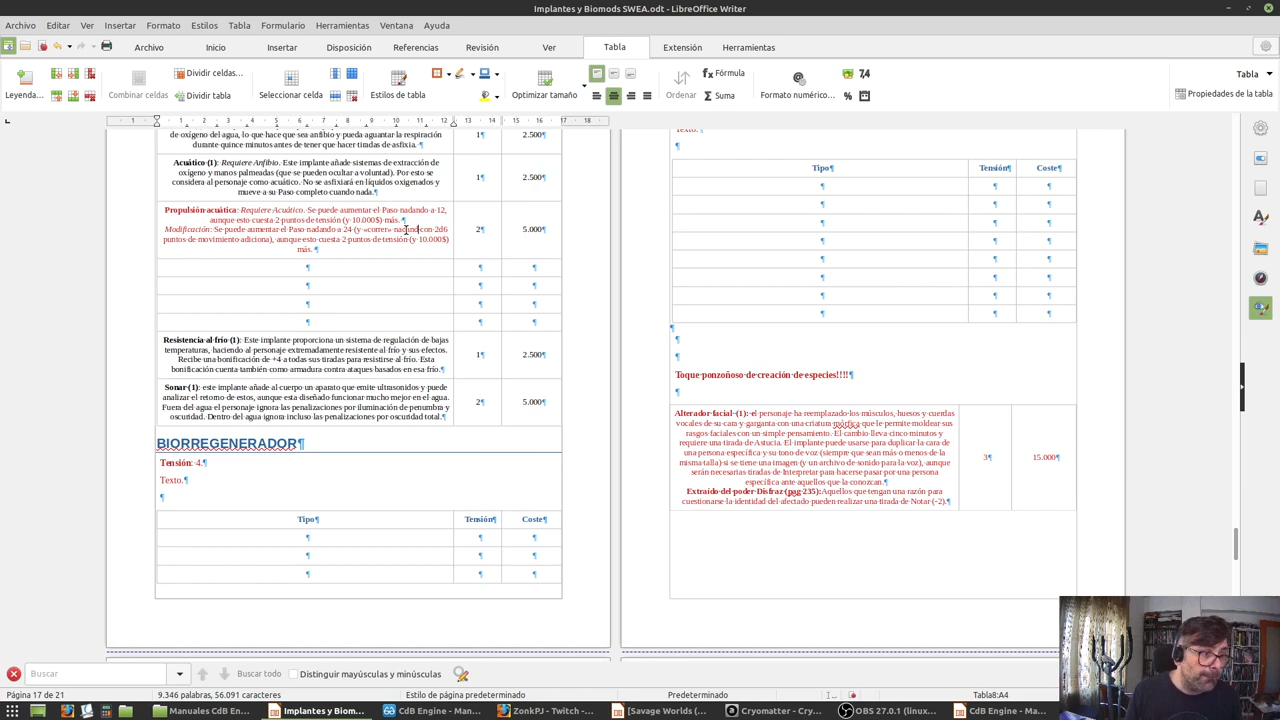 Implantes y Biomods SWEA.odt - LibreOffice Writer
Archivo Editar Ver Insertar Formato Estilos Tabla Formulario Herramientas Ventana Ayuda
Archivo Inicio Insertar Disposición Referencias Revisión Ver Tabla Extensión Herramientas
Dividir celdas... Fórmula Tabla
Leyenda... Combinar celdas Dividir tabla Seleccionar celda Estilos de tabla Optimizar tamaño Ordenar Suma Formato numérico... Propiedades de la tabla
de oxígeno del agua, lo que hace que sea anfibio y pueda aguantar la respiración
durante quince minutos antes de tener que hacer tiradas de asfixia. ¶
1¶ 2.500¶
Acuático (1): Requiere Anfibio. Este implante añade sistemas de extracción de
oxígeno y manos palmeadas (que se pueden ocultar a voluntad). Por esto se
considera al personaje como acuático. No se asfixiará en líquidos oxigenados y
mueve a su Paso completo cuando nada.¶
1¶ 2.500¶
Propulsión acuática: Requiere Acuático. Se puede aumentar el Paso nadando a 12,
aunque esto cuesta 2 puntos de tensión (y 10.000$) más. ¶
Modificación: Se puede aumentar el Paso nadando a 24 (y «correr» nadand con 2d6
puntos de movimiento adiciona), aunque esto cuesta 2 puntos de tensión (y 10.000$)
más. ¶
2¶ 5.000¶
Resistencia al frío (1): Este implante proporciona un sistema de regulación de bajas
temperaturas, haciendo al personaje extremadamente resistente al frío y sus efectos.
Recibe una bonificación de +4 a todas sus tiradas para resistirse al frío. Esta
bonificación cuenta también como armadura contra ataques basados en esa frío.¶
1¶ 2.500¶
Sonar (1): este implante añade al cuerpo un aparato que emite ultrasonidos y puede
analizar el retorno de estos, aunque esta diseñado funcionar mucho mejor en el agua.
Fuera del agua el personaje ignora las penalizaciones por iluminación de penumbra y
oscuridad. Dentro del agua ignora incluso las penalizaciones por oscuridad total.¶
2¶ 5.000¶
BIORREGENERADOR¶
Tensión: 4.¶
Texto.¶
¶
Tipo¶ Tensión¶ Coste¶
Texto.¶
¶
Tipo¶ Tensión¶ Coste¶
Toque ponzoñoso de creación de especies!!!!¶
¶
Alterador facial (1): el personaje ha reemplazado los músculos, huesos y cuerdas
vocales de su cara y garganta con una criatura mórfica que le permite moldear sus
rasgos faciales con un simple pensamiento. El cambio lleva cinco minutos y
requiere una tirada de Astucia. El implante puede usarse para duplicar la cara de
una persona específica y su tono de voz (siempre que sean más o menos de la
misma talla) si se tiene una imagen (y un archivo de sonido para la voz), aunque
serán necesarias tiradas de Interpretar para hacerse pasar por una persona
específica ante aquellos que la conozcan.¶
Extraído del poder Disfraz (pag 235):Aquellos que tengan una razón para
cuestionarse la identidad del afectado pueden realizar una tirada de Notar (-2).¶
3¶ 15.000¶
Buscar Buscar todo Distinguir mayúsculas y minúsculas
Página 17 de 21 9.346 palabras, 56.091 caracteres Estilo de página predeterminado Predeterminado Tabla8:A4
Manuales CdB En... Implantes y Biom... CdB Engine - Man... ZonkPJ - Twitch -... [Savage Worlds (... Cryomatter - Cry... OBS 27.0.1 (linux... CdB Engine - Man...